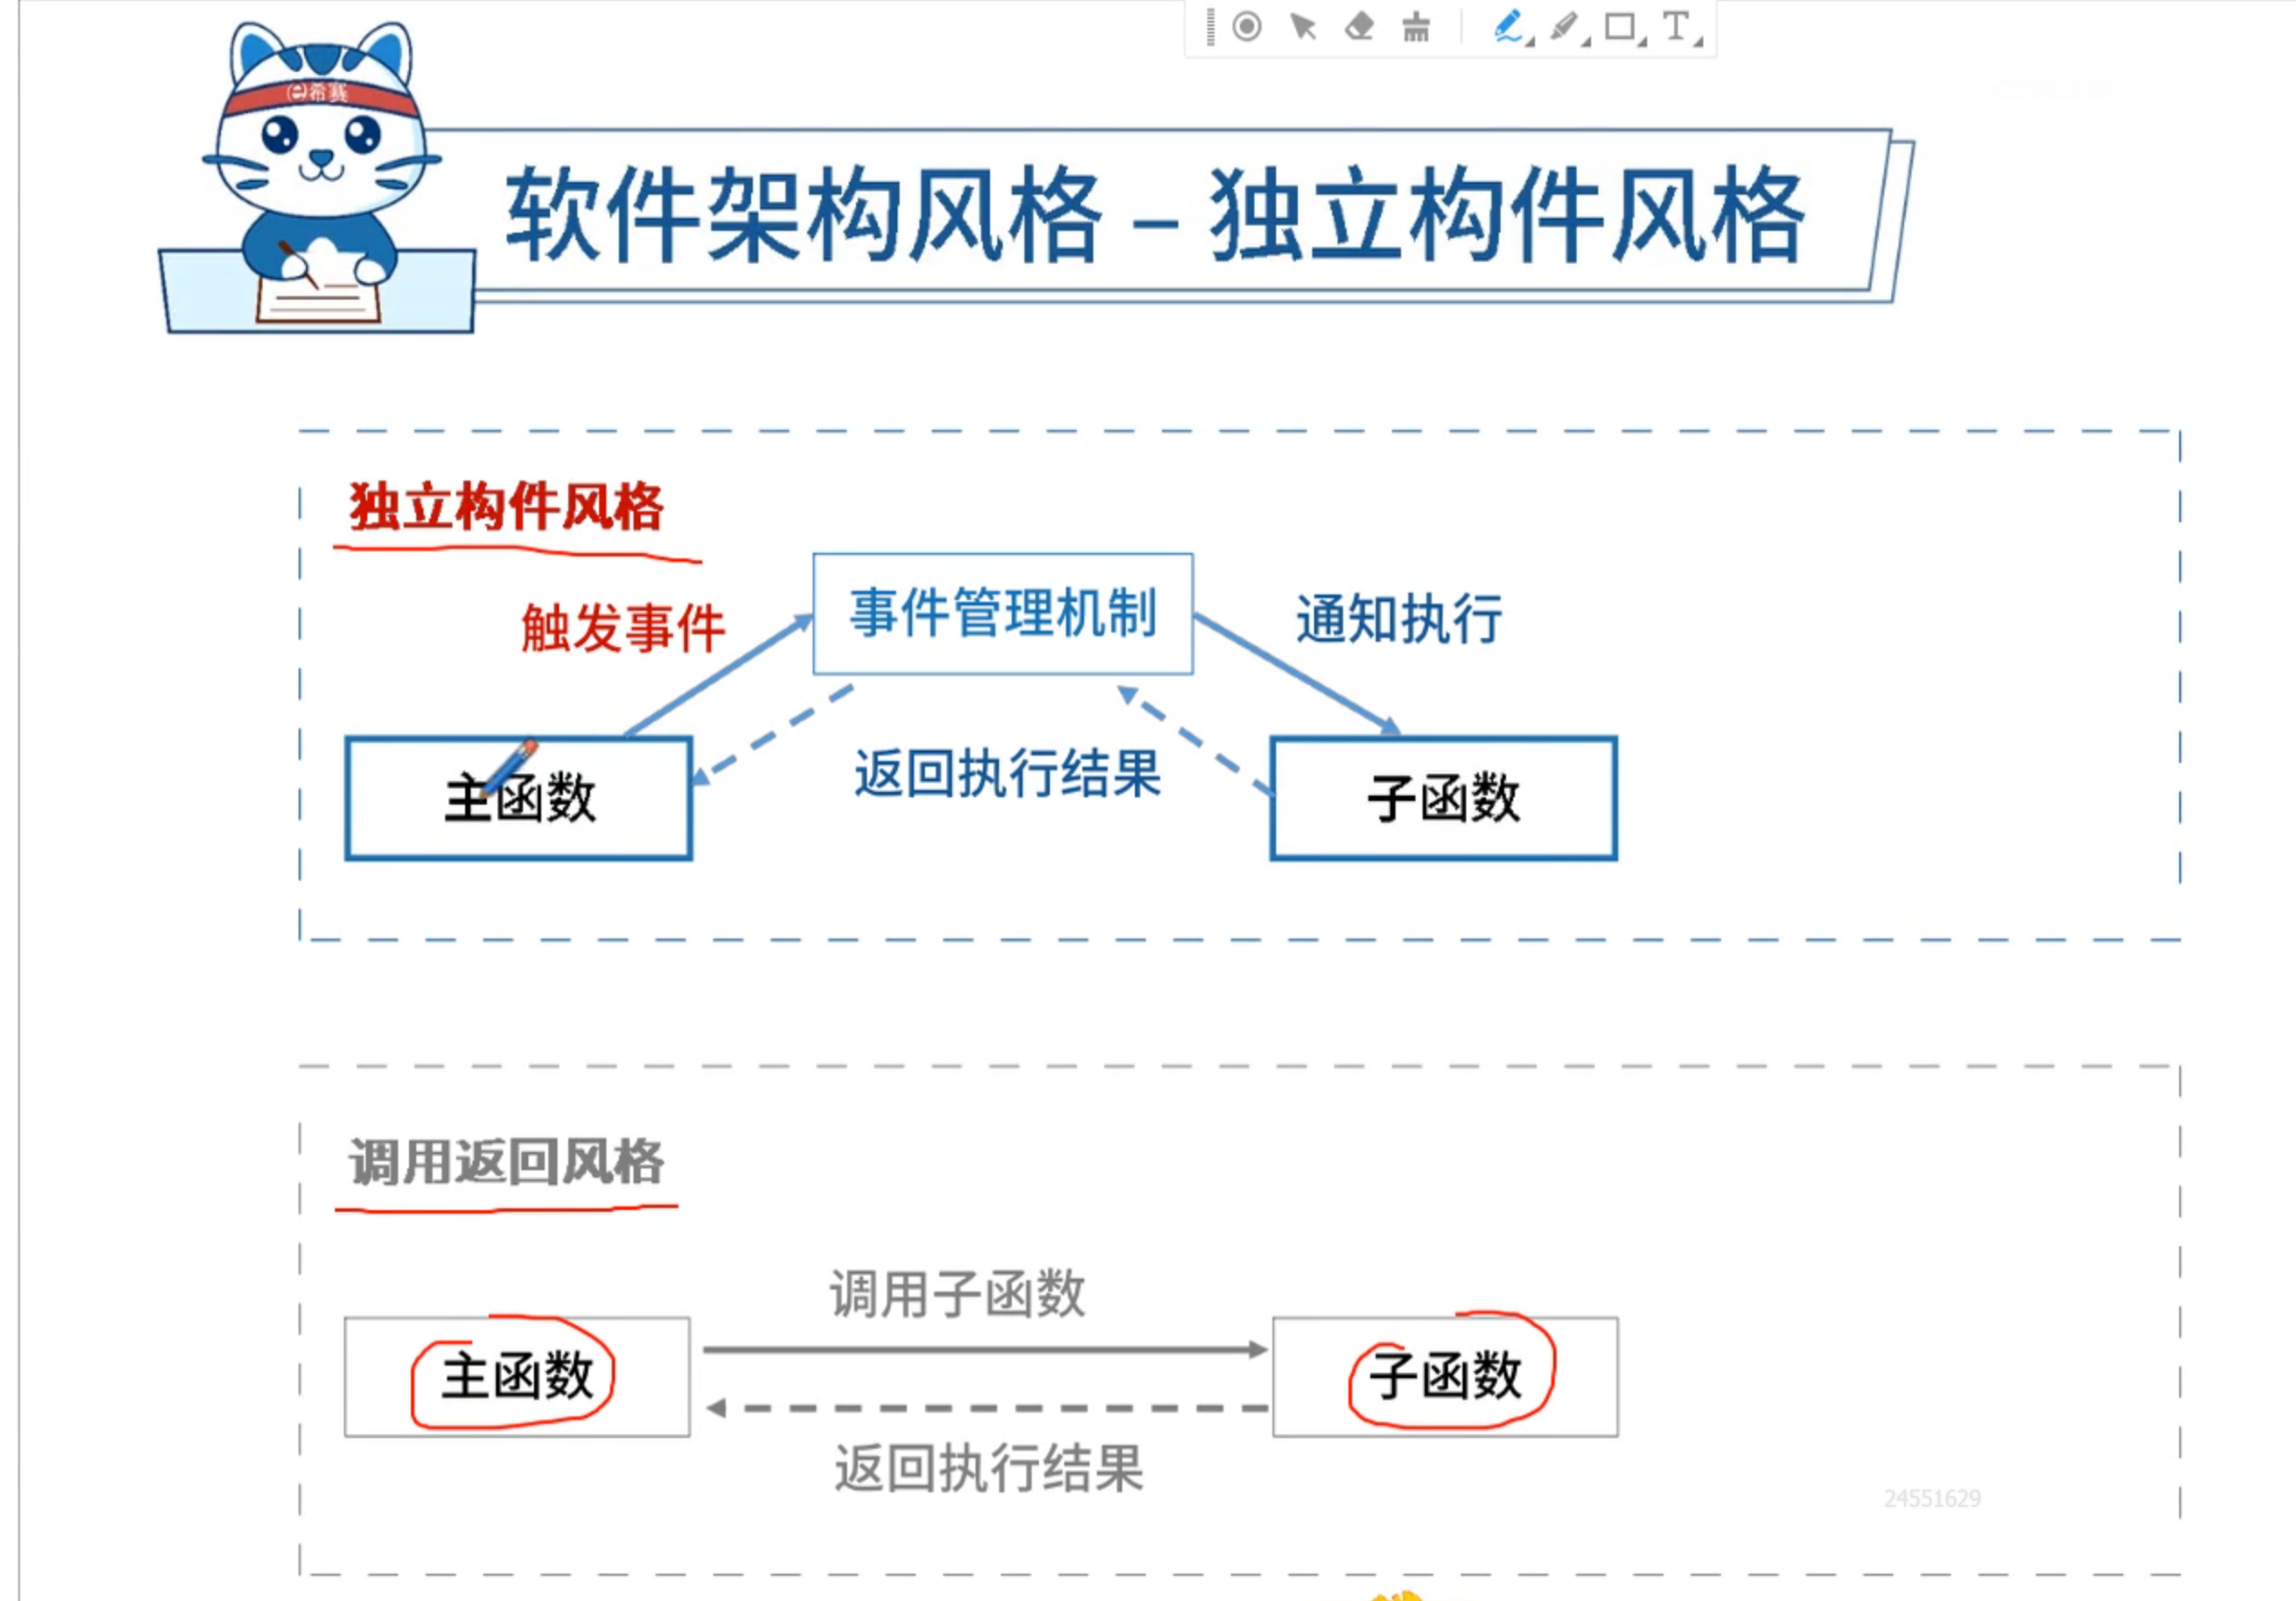 希赛
软件架构风格 – 独立构件风格
独立构件风格
触发事件
事件管理机制
通知执行
主函数
返回执行结果
子函数
调用返回风格
调用子函数
主函数
子函数
返回执行结果
24551629